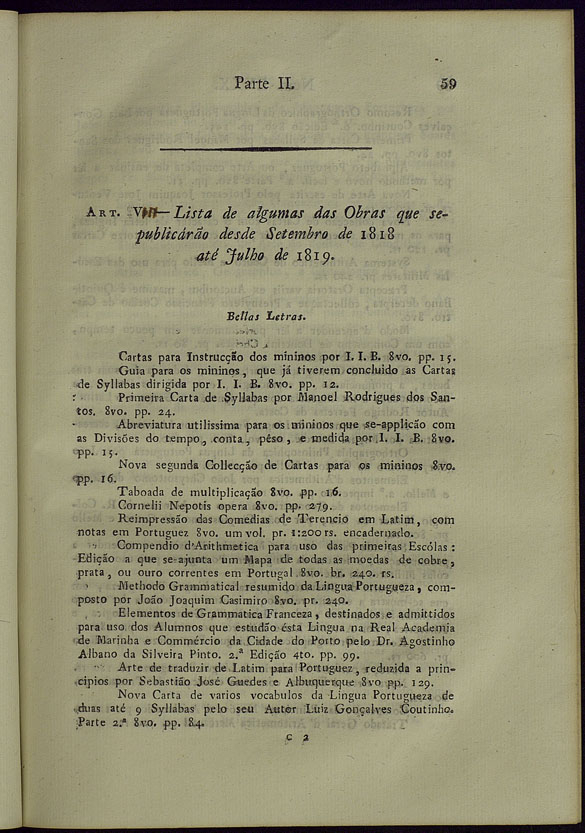 Parte II. 59
ART. VIII—Lista de algumas das Obras que se-
publicárão desde Setembro de 1818
até Julho de 1819.
Bellas Letras.
Cartas para Instrucção dos mininos por I. I. B. 8vo. pp. 15.
Guia para os mininos, que já tiverem concluido as Cartas
de Syllabas dirigida por I. I. B. 8vo. pp. 12.
Primeira Carta de Syllabas por Manoel Rodrigues dos San-
tos. 8vo. pp. 24.
Abreviatura utilissima para os mininos que se-applicão com
as Divisões do tempo, conta, pêso, e medida por I. I. B. 8vo.
pp. 15.
Nova segunda Collecção de Cartas para os mininos 8vo.
pp. 16.
Taboada de multiplicação 8vo. pp. 16.
Cornelii Nepotis opera 8vo. pp. 279.
Reimpressão das Comedias de Terencio em Latim, com
notas em Portuguez 8vo. um vol. pr. 1:200 rs. encadernado.
Compendio d'Arithmetica para uso das primeiras Escólas:
Edição a que se-ajunta um Mapa de todas as moedas de cobre,
prata, ou ouro correntes em Portugal 8vo. br. 240. rs.
Methodo Grammatical resumido da Lingua Portugueza, com-
posto por João Joaquim Casimiro 8vo. pr. 240.
Elementos de Grammatica Franceza, destinados e admittidos
para uso dos Alumnos que estudão ésta Lingua na Real Academia
de Marinha e Commércio da Cidade do Porto pelo Dr. Agostinho
Albano da Silveira Pinto. 2.ª Edição 4to. pp. 99.
Arte de traduzir de Latim para Portuguez, reduzida a prin-
cipios por Sebastião José Guedes e Albuquerque 8vo pp. 129.
Nova Carta de varios vocabulos da Lingua Portugueza de
duas até 9 Syllabas pelo seu Autor Luiz Gonçalves Coutinho.
Parte 2.ª 8vo. pp. 84.
C 2